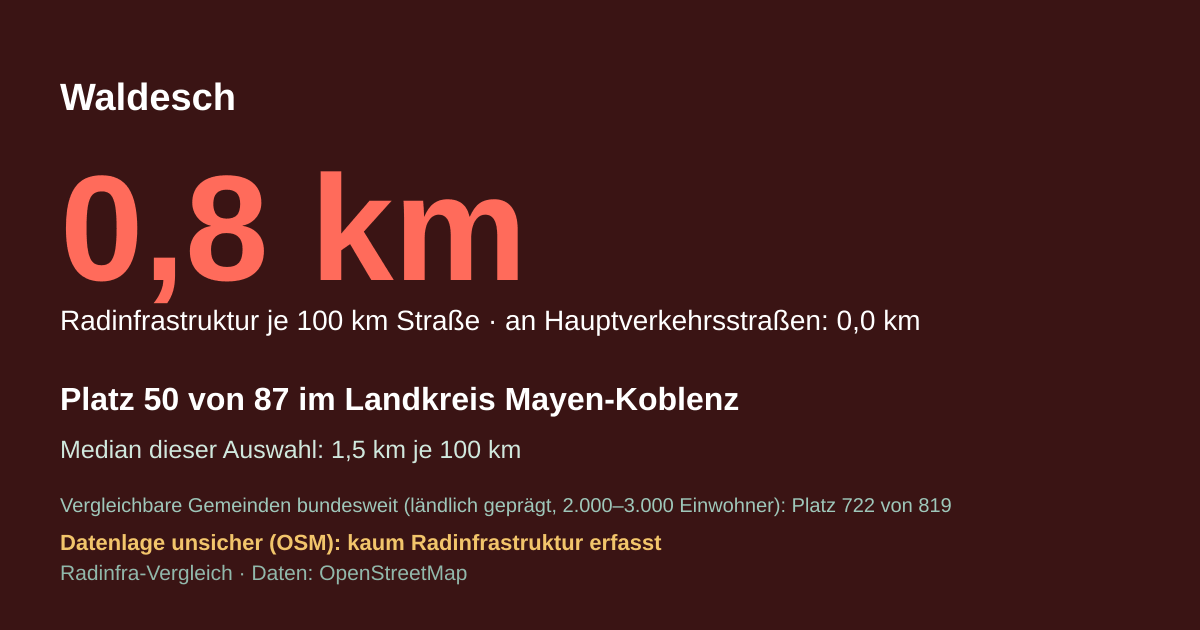 Waldesch
0,8 km
Radinfrastruktur je 100 km Straße · an Hauptverkehrsstraßen: 0,0 km
Platz 50 von 87 im Landkreis Mayen-Koblenz
Median dieser Auswahl: 1,5 km je 100 km
Vergleichbare Gemeinden bundesweit (ländlich geprägt, 2.000–3.000 Einwohner): Platz 722 von 819
Datenlage unsicher (OSM): kaum Radinfrastruktur erfasst
Radinfra-Vergleich · Daten: OpenStreetMap